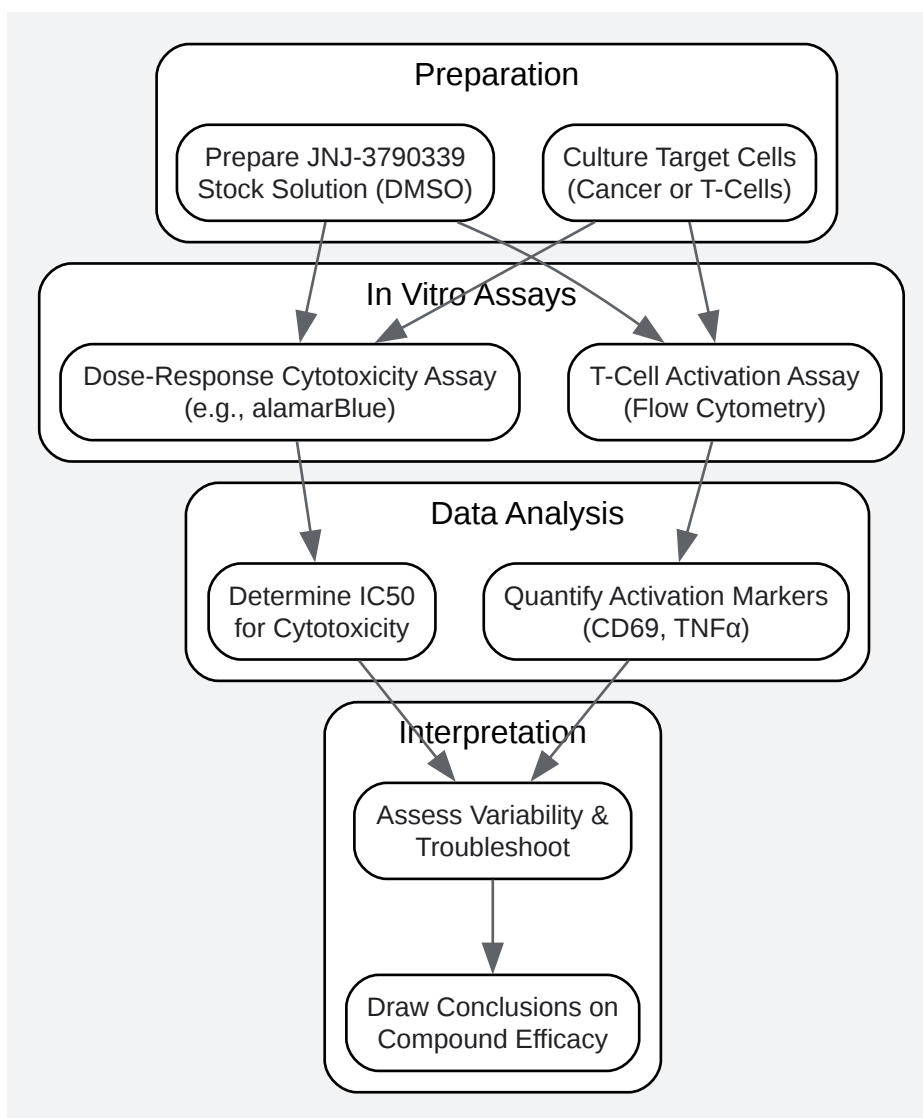 Preparation
Prepare JNJ-3790339
Stock Solution (DMSO)
Culture Target Cells
(Cancer or T-Cells)
In Vitro Assays
Dose-Response Cytotoxicity Assay
(e.g., alamarBlue)
T-Cell Activation Assay
(Flow Cytometry)
Data Analysis
Determine IC50
for Cytotoxicity
Quantify Activation Markers
(CD69, TNFα)
Interpretation
Assess Variability &
Troubleshoot
Draw Conclusions on
Compound Efficacy